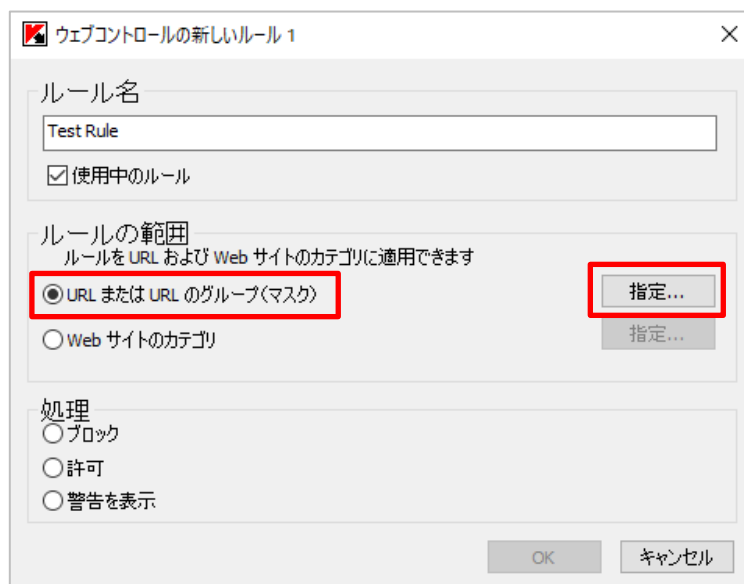 ウェブコントロールの新しいルール 1
ルール名
Test Rule
使用中のルール
ルールの範囲
ルールを URL および Web サイトのカテゴリに適用できます
URL または URL のグループ(マスク)
指定...
Web サイトのカテゴリ
指定...
処理
ブロック
許可
警告を表示
OK
キャンセル